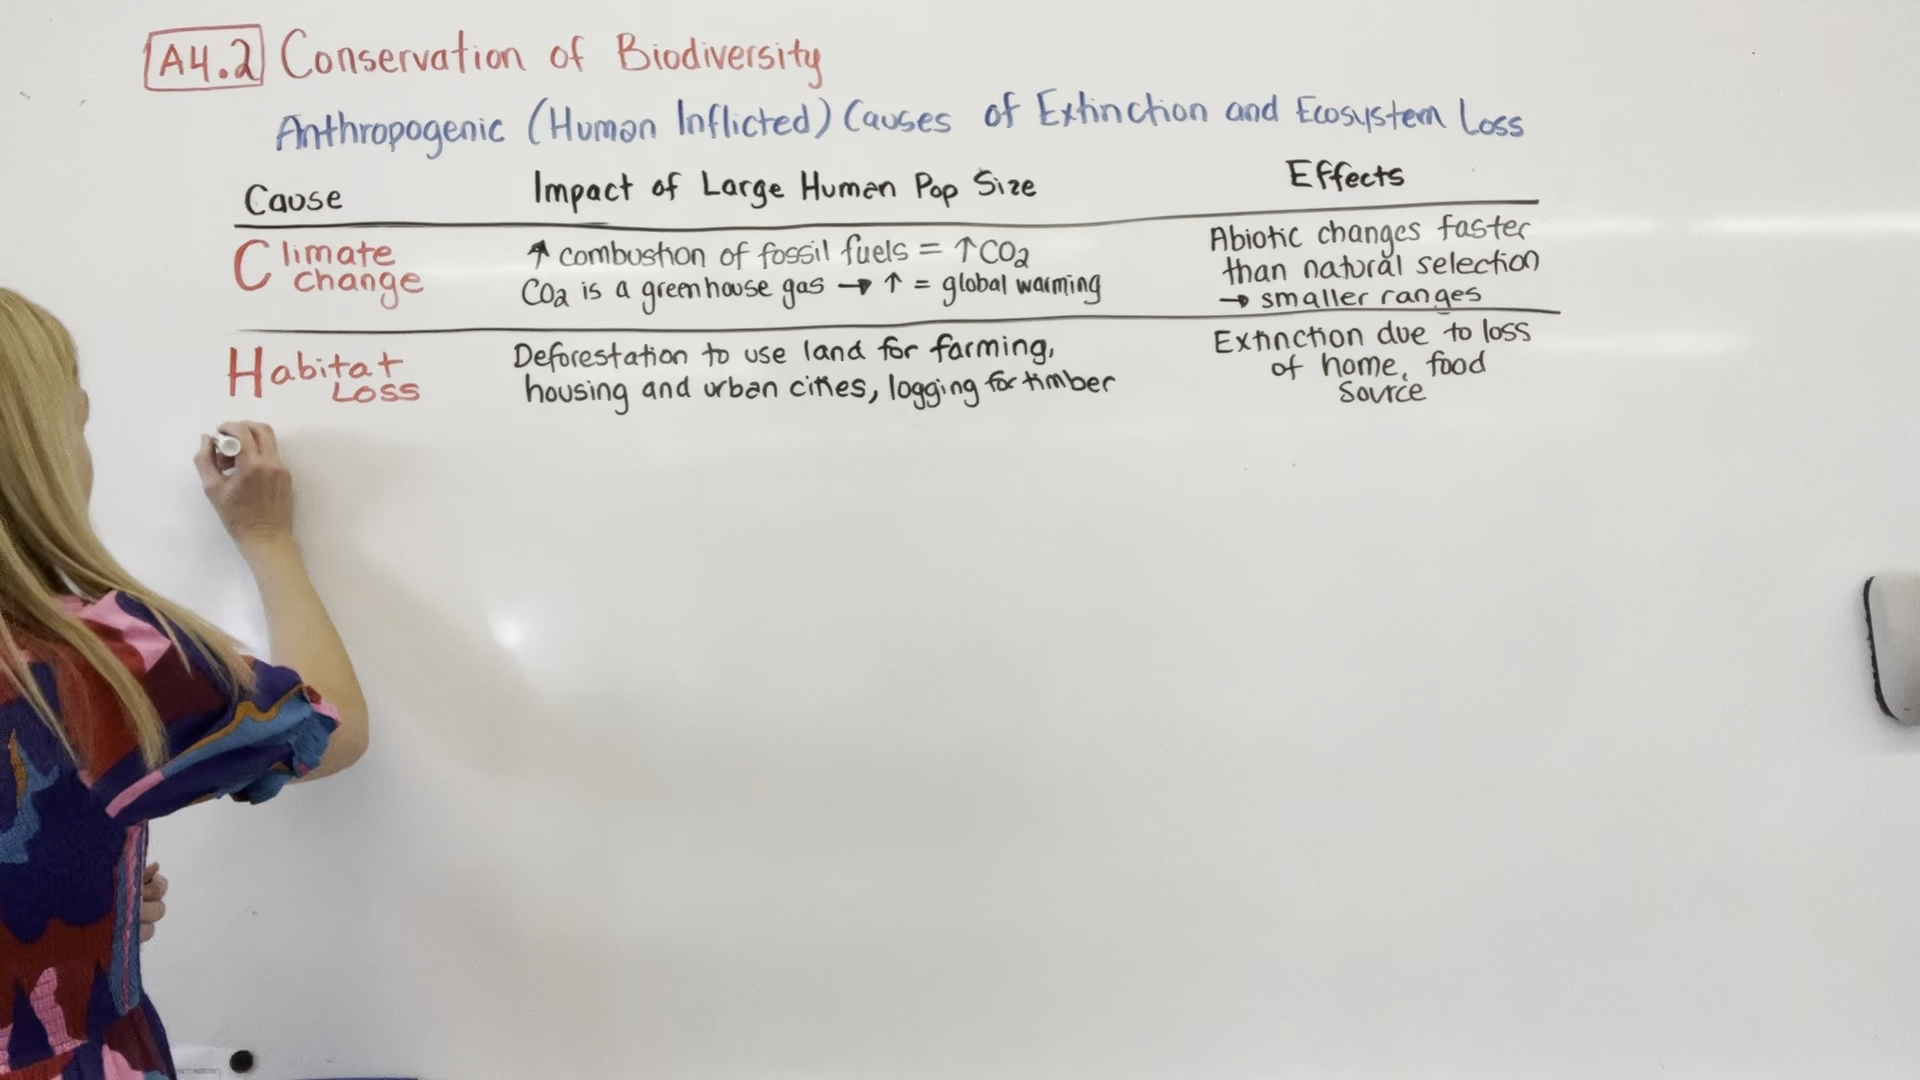 A4.2 Conservation of Biodiversity
Anthropogenic (Human Inflicted) Causes of Extinction and Ecosystem Loss
Cause
Impact of Large Human Pop Size
Effects
Climate
change
↑ combustion of fossil fuels = ↑CO2
CO2 is a greenhouse gas → ↑ = global warming
Abiotic changes faster
than natural selection
→ smaller ranges
Habitat
Loss
Deforestation to use land for farming,
housing and urban cities, logging for timber
Extinction due to loss
of home, food
source